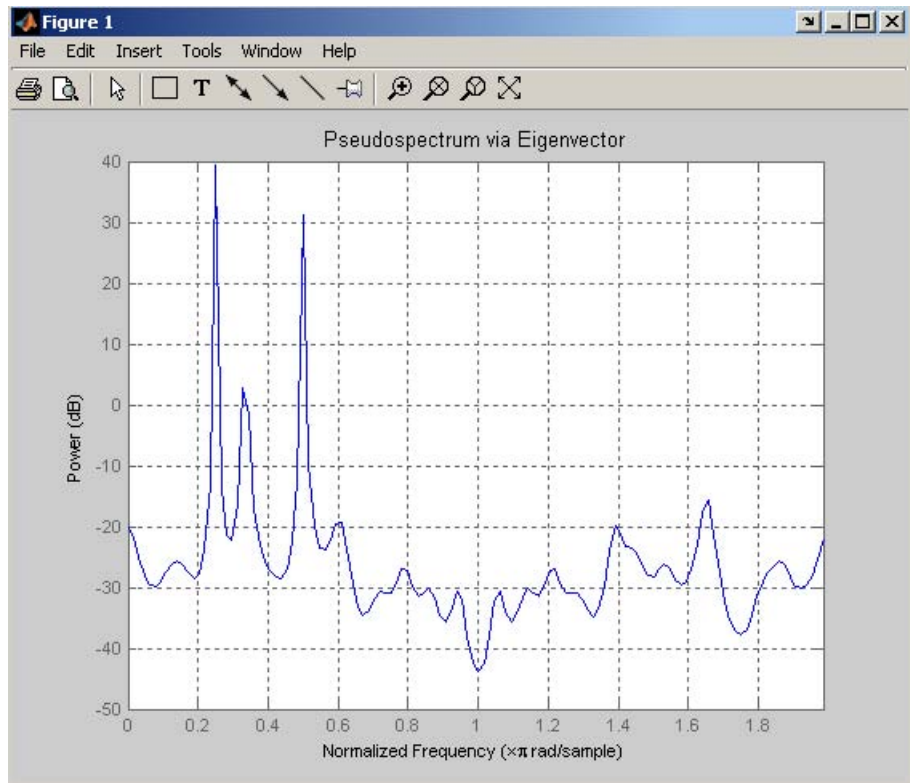 Figure 1
File Edit Insert Tools Window Help
T
Pseudospectrum via Eigenvector
40
30
20
10
0
-10
-20
-30
-40
-50
Power (dB)
0 0.2 0.4 0.6 0.8 1 1.2 1.4 1.6 1.8
Normalized Frequency (×π rad/sample)